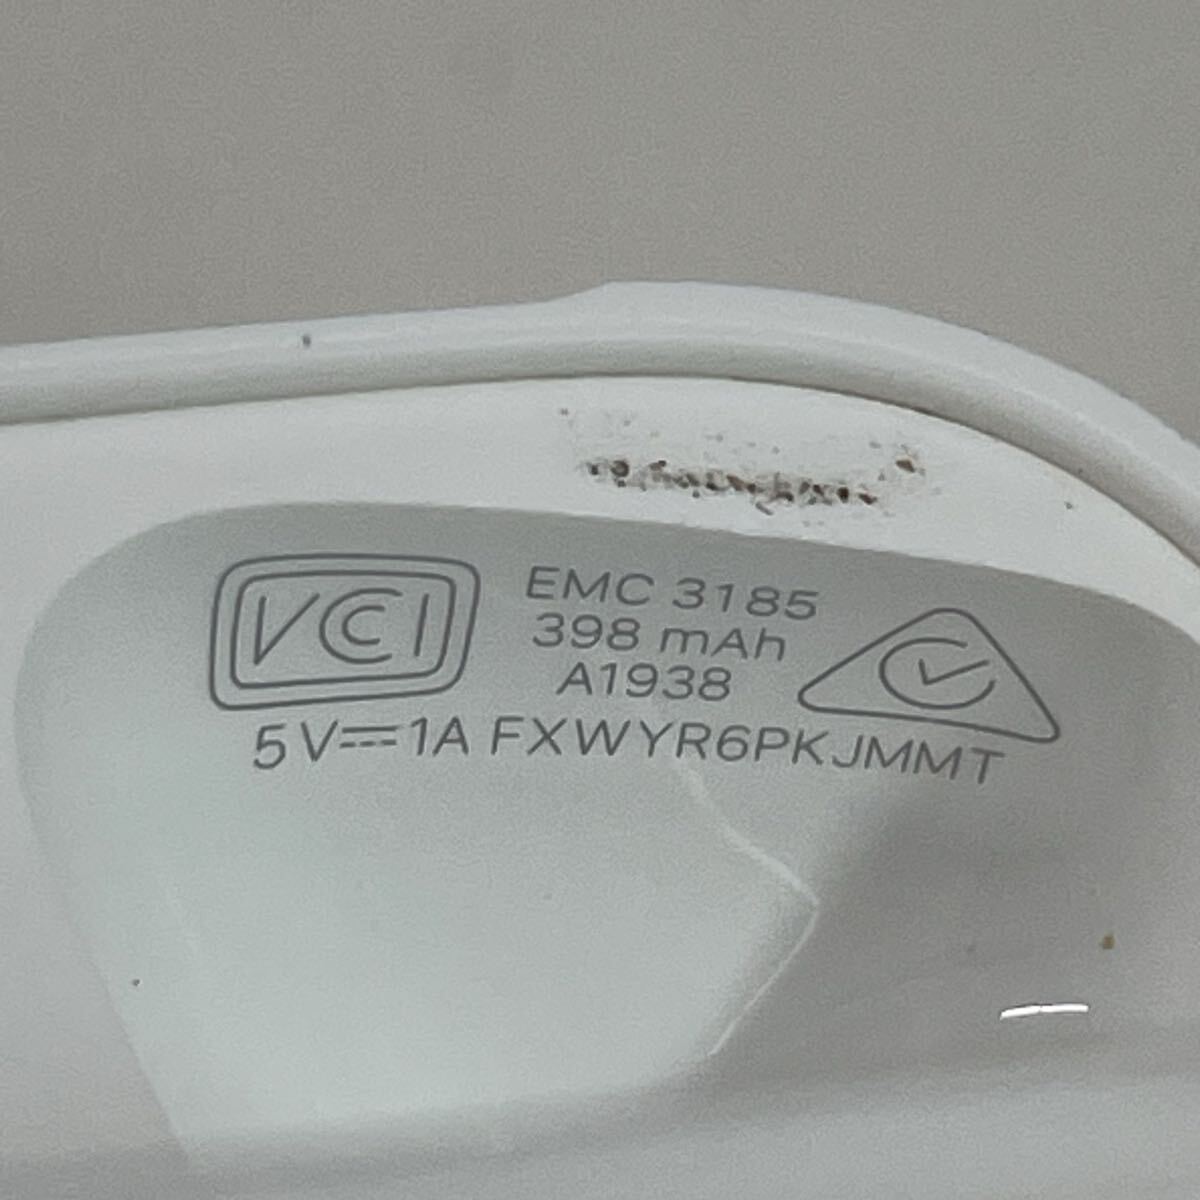 VCI
EMC 3185
398 mAh
A1938
5V⎓1A FXWYR6PKJMMT